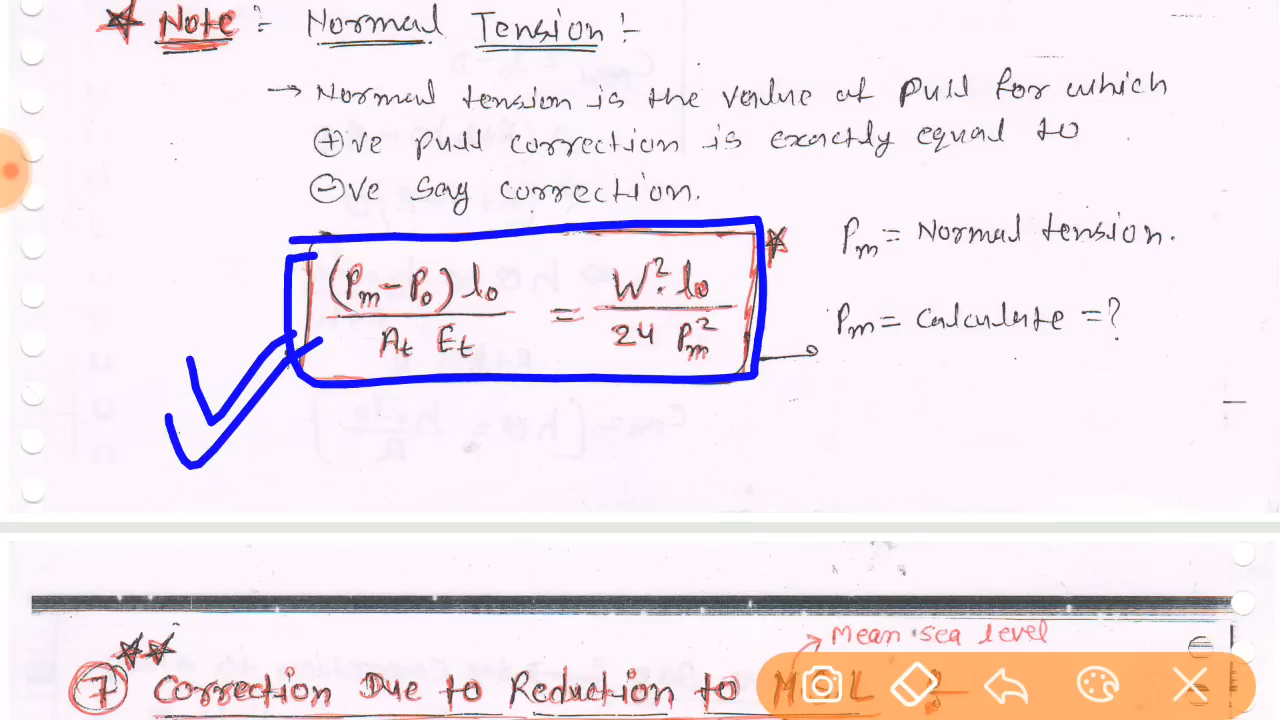 Note :- Normal Tension :-
→ Normal tension is the value of pull for which
⊕ve pull correction is exactly equal to
⊖ve sag correction.
(Pm - P0) l0 / At Et = W². l0 / 24 Pm²
Pm = Normal tension.
Pm = Calculate = ?
Mean sea level
7 Correction Due to Reduction to